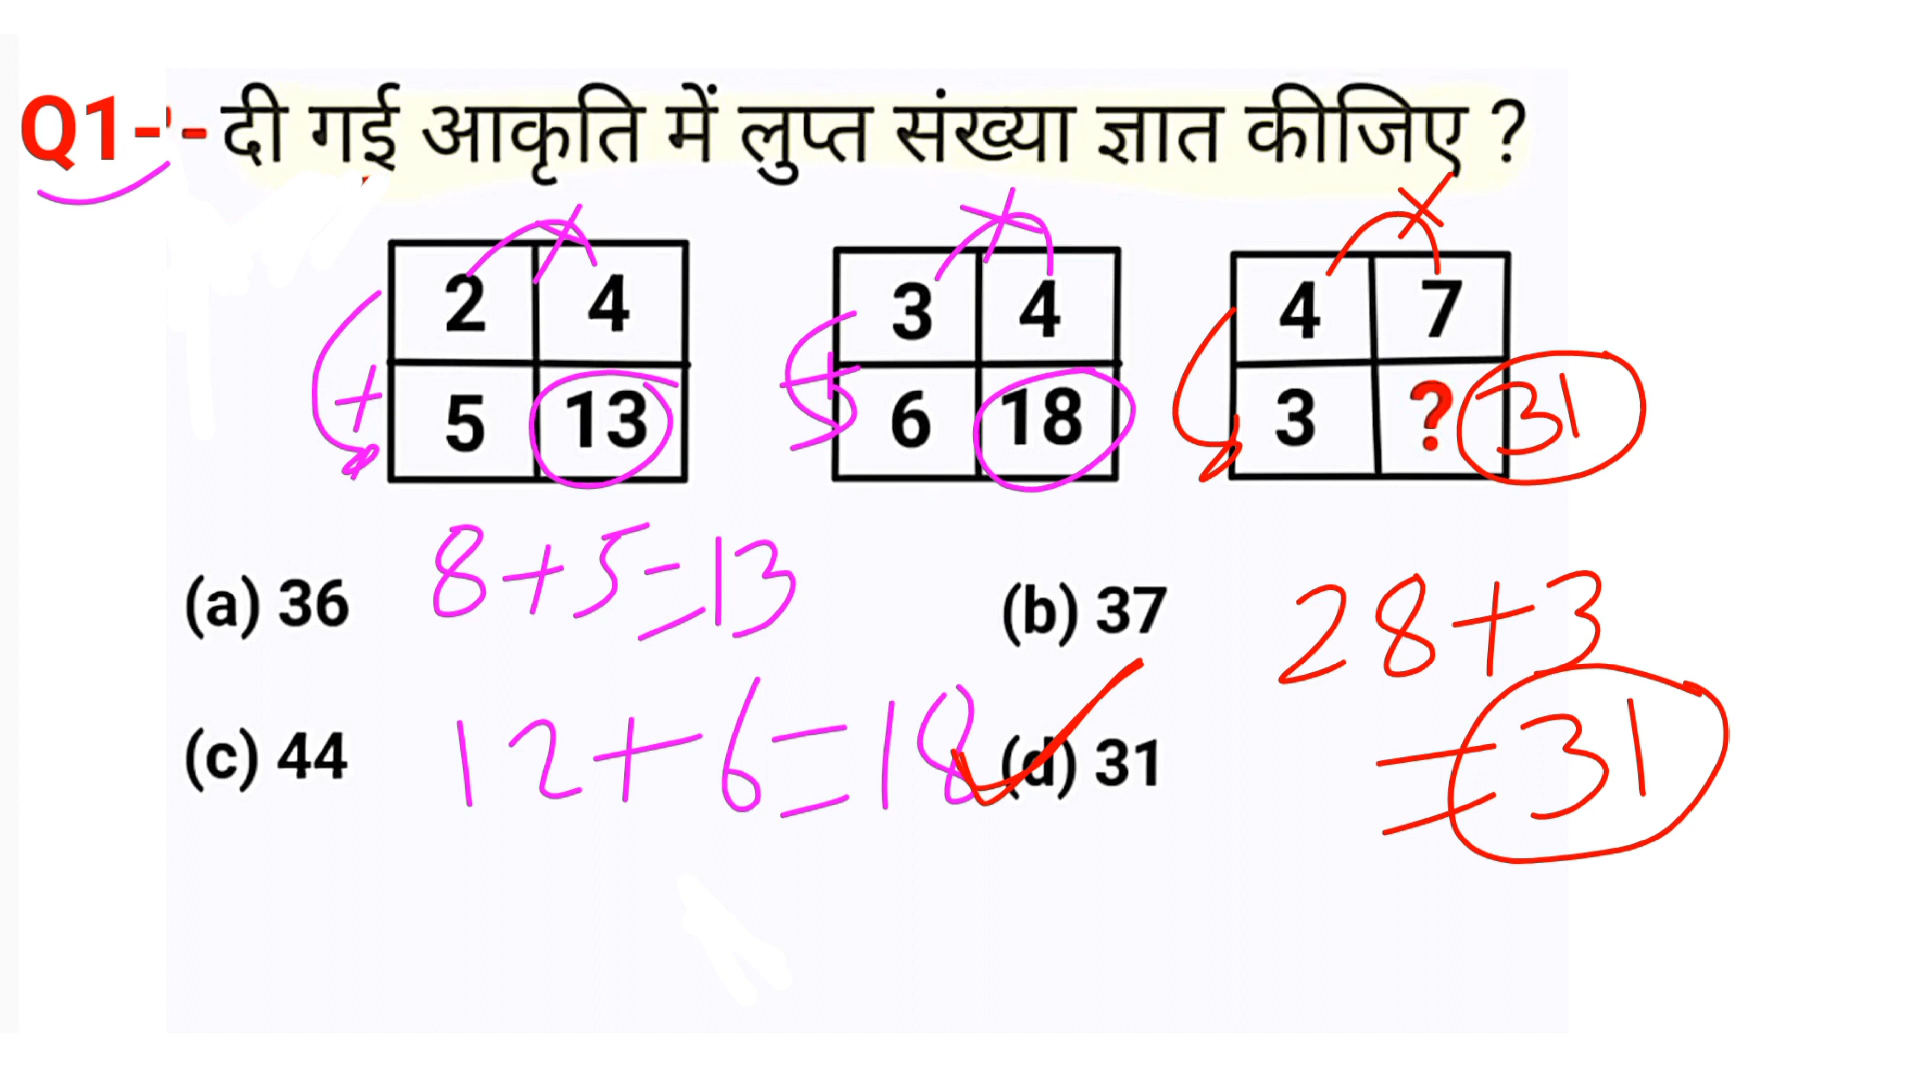 Q1-'-दी गई आकृति में लुप्त संख्या ज्ञात कीजिए ?
2 4 3 4 4 7
5 13 6 18 3 ? 31
(a) 36 8+5=13 (b) 37 28+3
(c) 44 12+6=18 (d) 31 =31